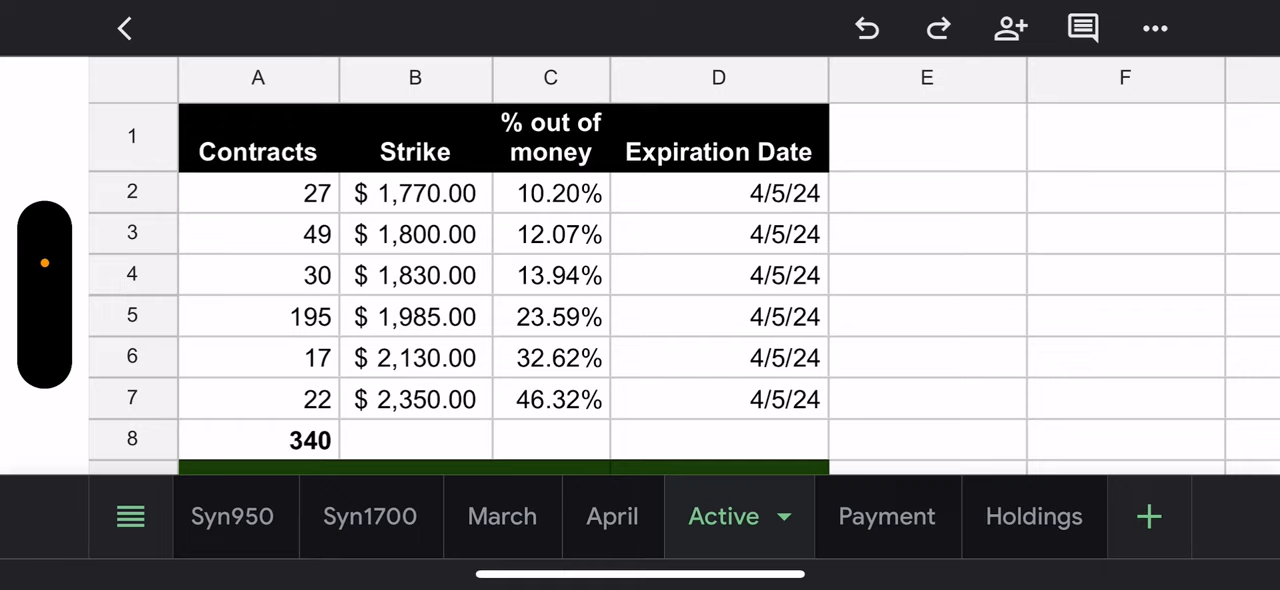 A B C D E F
1 Contracts Strike % out of money Expiration Date
2 27 $ 1,770.00 10.20% 4/5/24
3 49 $ 1,800.00 12.07% 4/5/24
4 30 $ 1,830.00 13.94% 4/5/24
5 195 $ 1,985.00 23.59% 4/5/24
6 17 $ 2,130.00 32.62% 4/5/24
7 22 $ 2,350.00 46.32% 4/5/24
8 340
Syn950 Syn1700 March April Active Payment Holdings